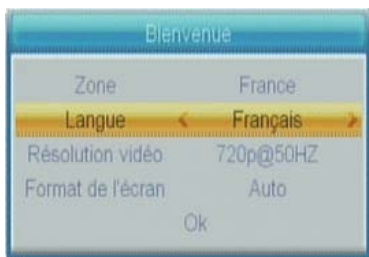 Bienvenue
Zone France
Langue < Français >
Résolution vidéo 720p@50HZ
Format de l'écran Auto
Ok